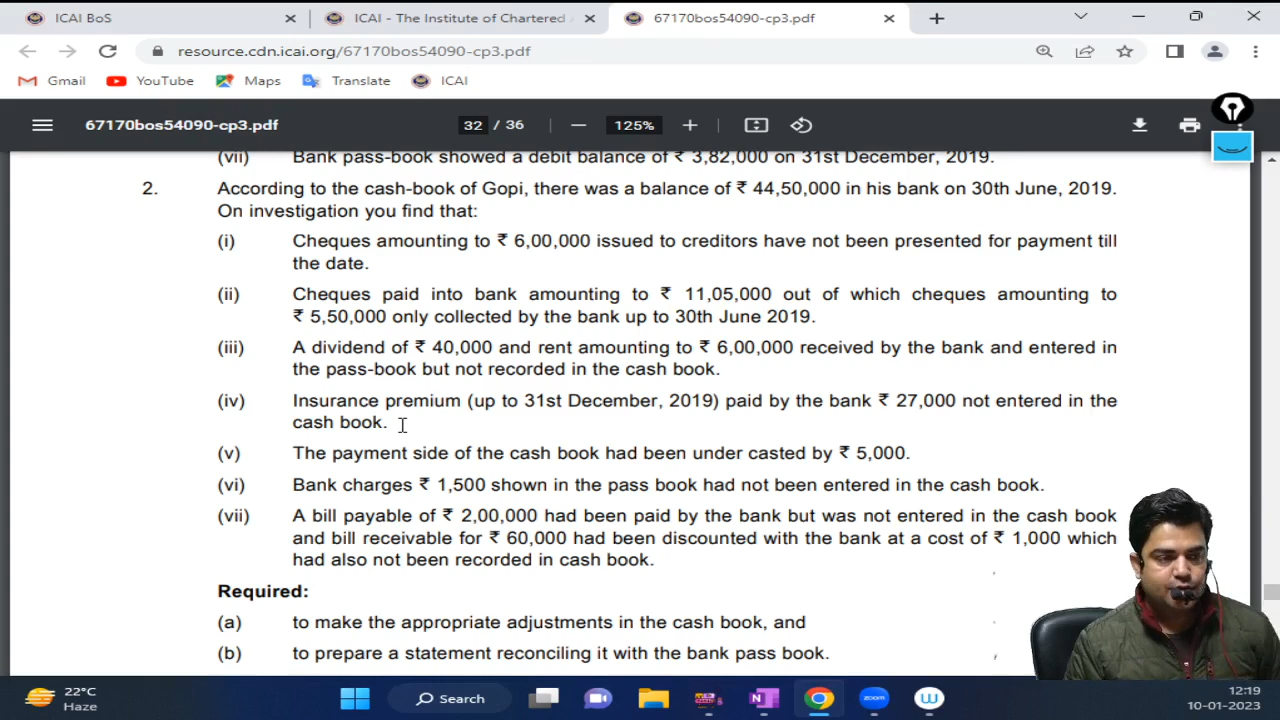 ICAI BoS
ICAI - The Institute of Chartered A
67170bos54090-cp3.pdf
resource.cdn.icai.org/67170bos54090-cp3.pdf
Gmail YouTube Maps Translate ICAI
67170bos54090-cp3.pdf 32 / 36 125%
(vii) Bank pass-book showed a debit balance of ₹ 3,82,000 on 31st December, 2019.
2. According to the cash-book of Gopi, there was a balance of ₹ 44,50,000 in his bank on 30th June, 2019.
On investigation you find that:
(i) Cheques amounting to ₹ 6,00,000 issued to creditors have not been presented for payment till
the date.
(ii) Cheques paid into bank amounting to ₹ 11,05,000 out of which cheques amounting to
₹ 5,50,000 only collected by the bank up to 30th June 2019.
(iii) A dividend of ₹ 40,000 and rent amounting to ₹ 6,00,000 received by the bank and entered in
the pass-book but not recorded in the cash book.
(iv) Insurance premium (up to 31st December, 2019) paid by the bank ₹ 27,000 not entered in the
cash book.
(v) The payment side of the cash book had been under casted by ₹ 5,000.
(vi) Bank charges ₹ 1,500 shown in the pass book had not been entered in the cash book.
(vii) A bill payable of ₹ 2,00,000 had been paid by the bank but was not entered in the cash book
and bill receivable for ₹ 60,000 had been discounted with the bank at a cost of ₹ 1,000 which
had also not been recorded in cash book.
Required:
(a) to make the appropriate adjustments in the cash book, and
(b) to prepare a statement reconciling it with the bank pass book.
22°C
Haze
Search
zoom
12:19
10-01-2023